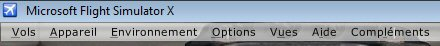 Microsoft Flight Simulator X
Vols Appareil Environnement Options Vues Aide Compléments